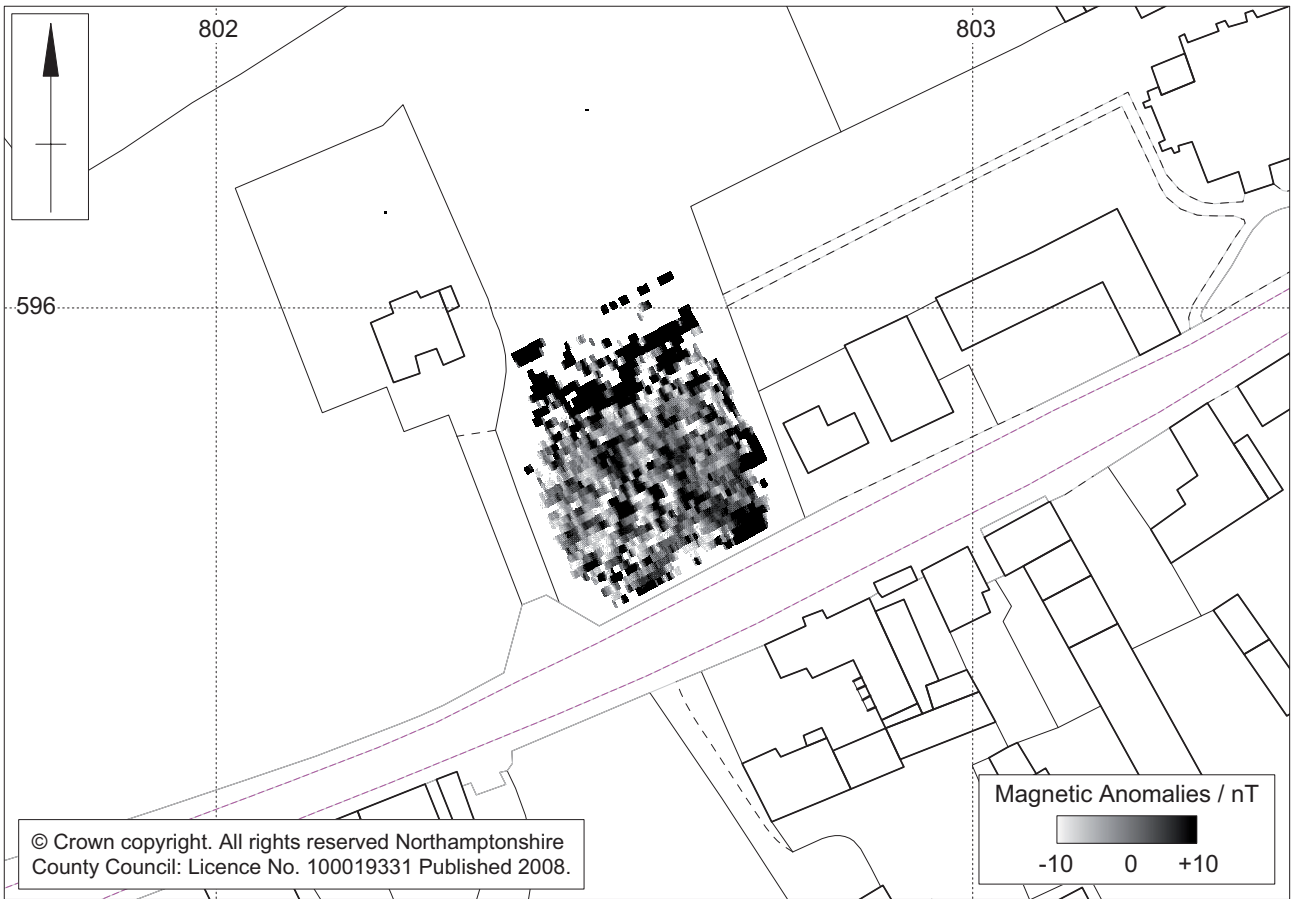 802
803
596
Magnetic Anomalies / nT
-10 0 +10
© Crown copyright. All rights reserved Northamptonshire
County Council: Licence No. 100019331 Published 2008.